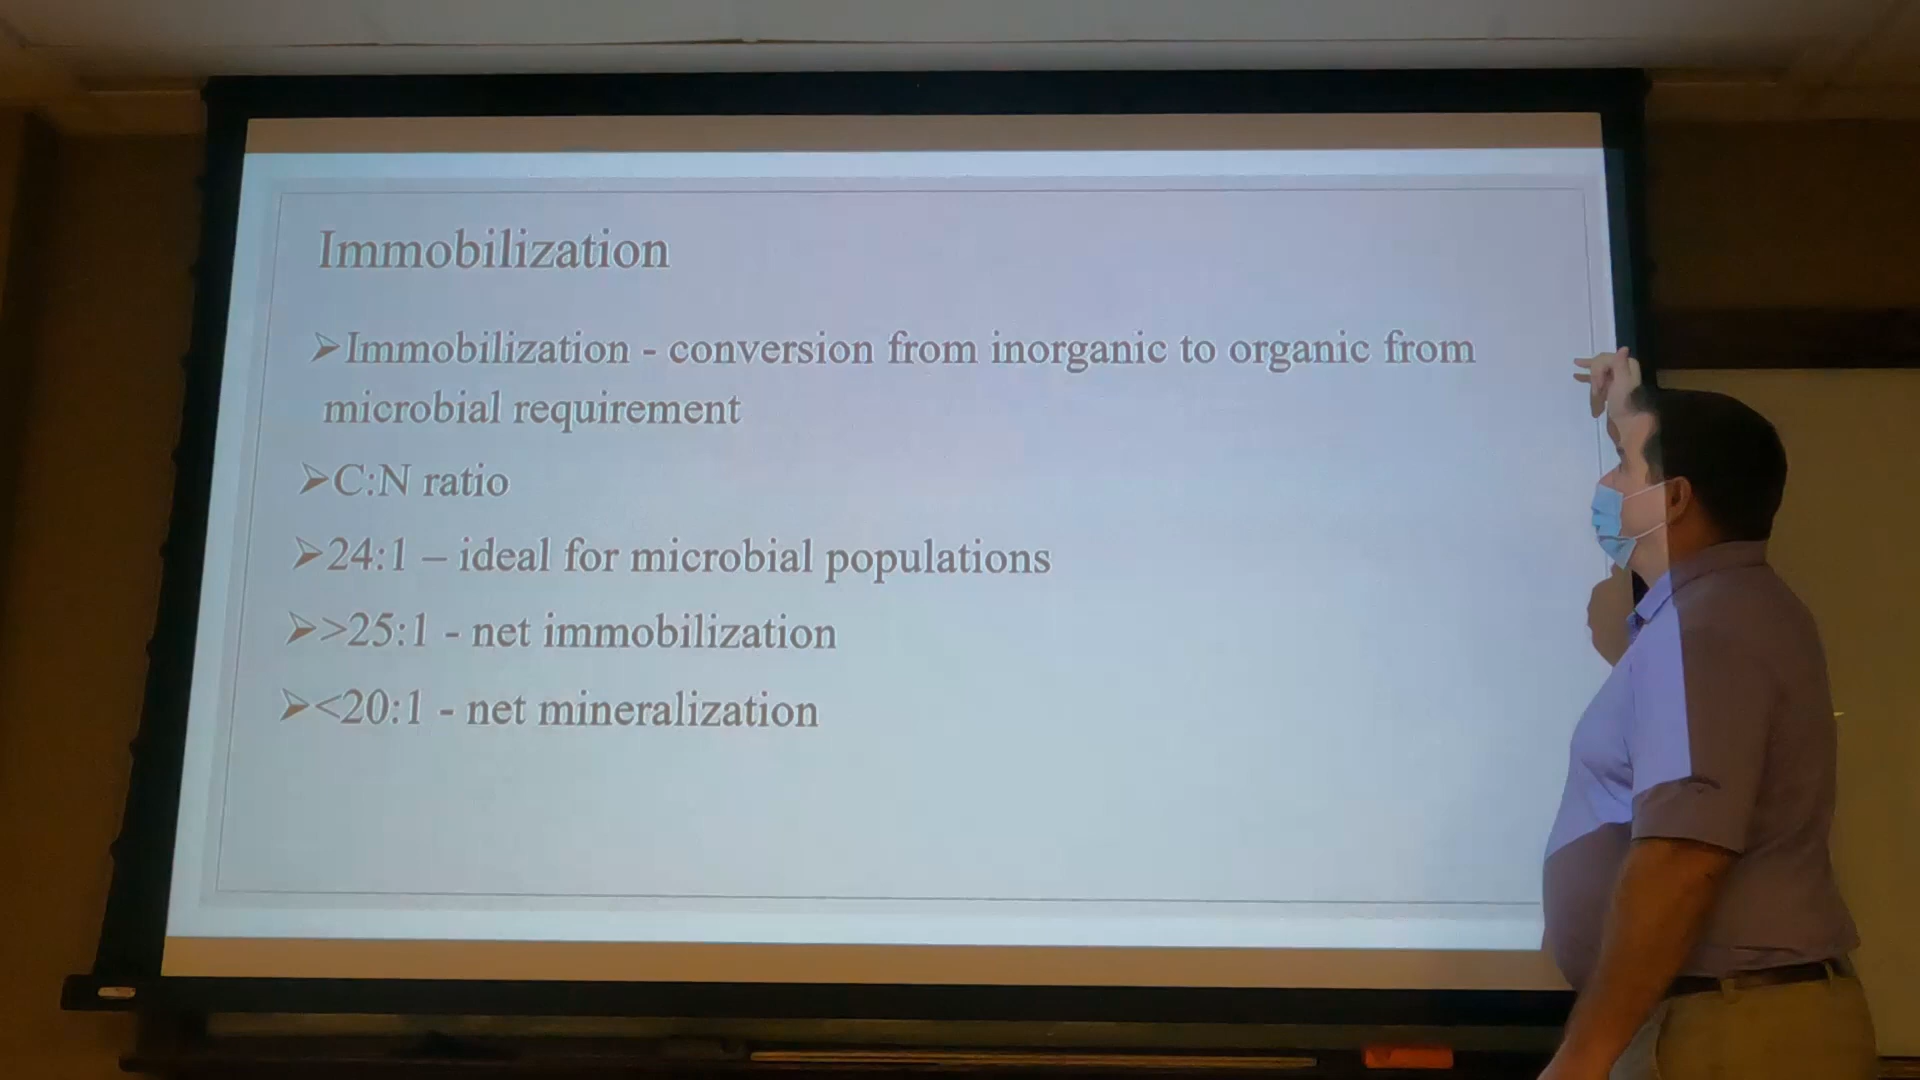 Immobilization
➢Immobilization - conversion from inorganic to organic from
microbial requirement
➢C:N ratio
➢24:1 – ideal for microbial populations
➢>25:1 - net immobilization
➢<20:1 - net mineralization